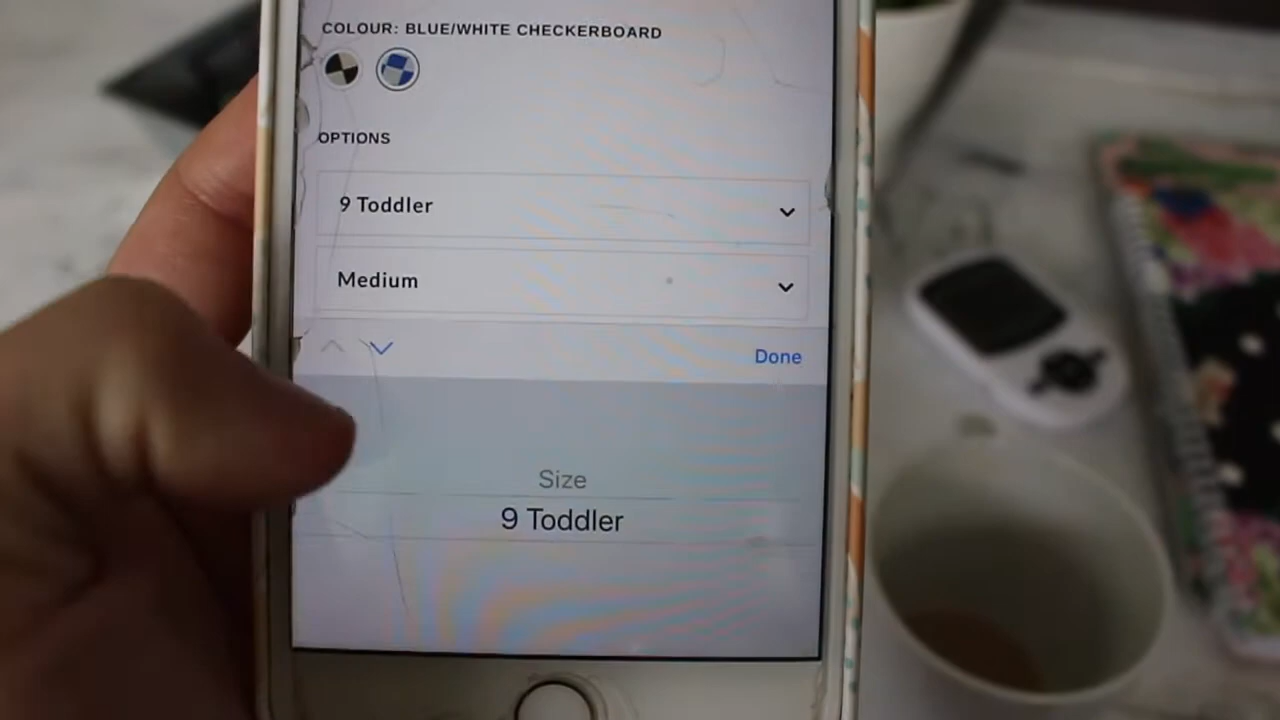 COLOUR: BLUE/WHITE CHECKERBOARD
OPTIONS
9 Toddler
Medium
Done
Size
9 Toddler